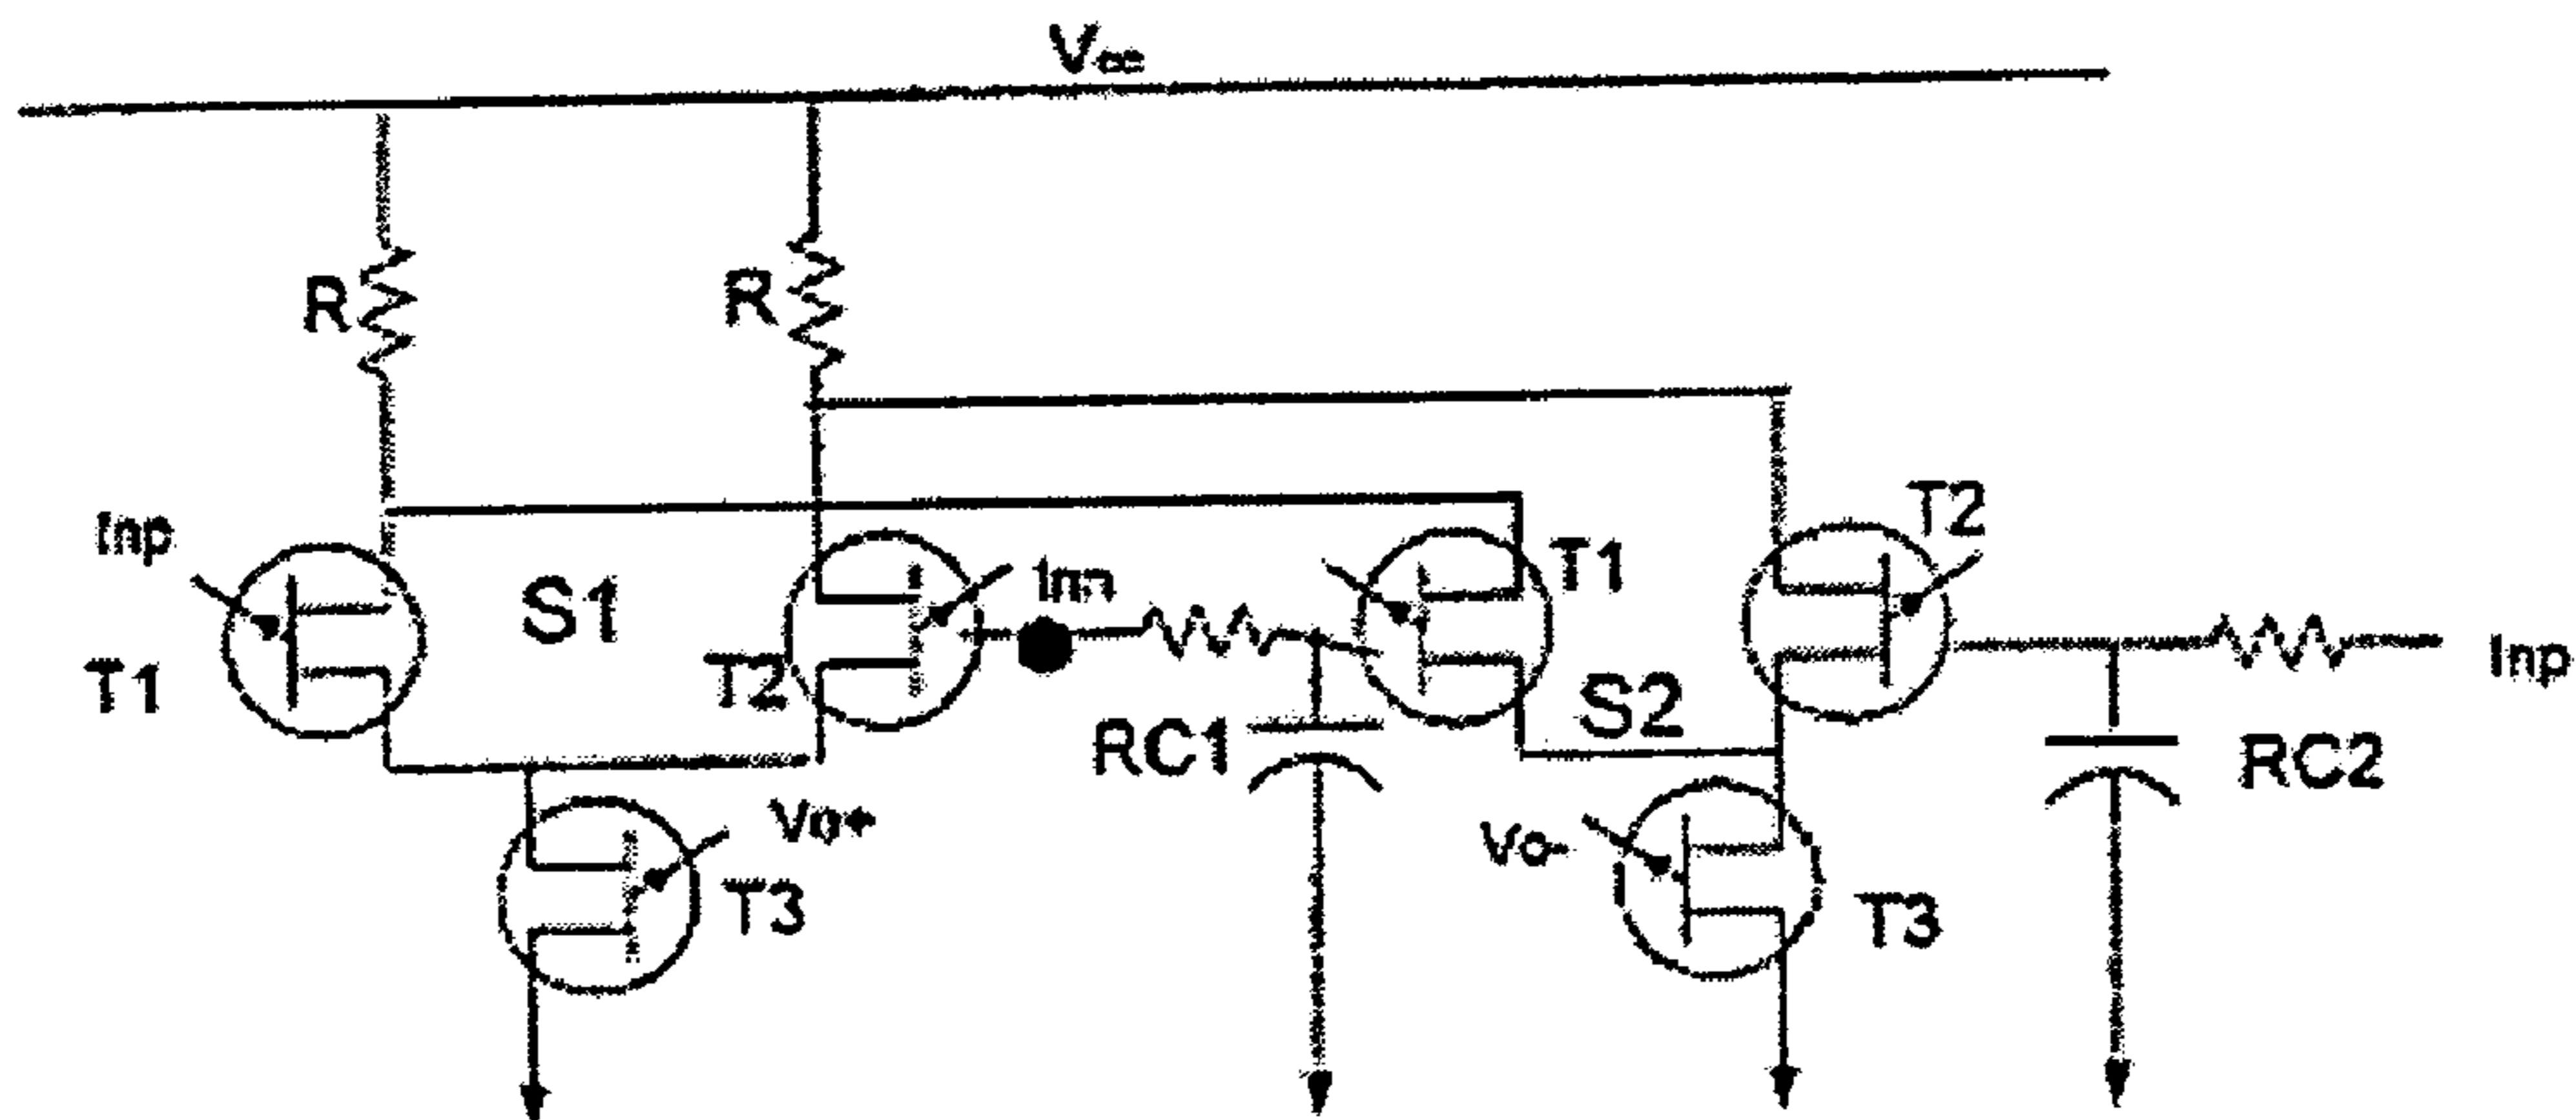 Vcc
R
R
Inp
S1
T1
T2
Inn
T1
T2
S2
RC1
Inp
RC2
Vo+
T3
Vo-
T3